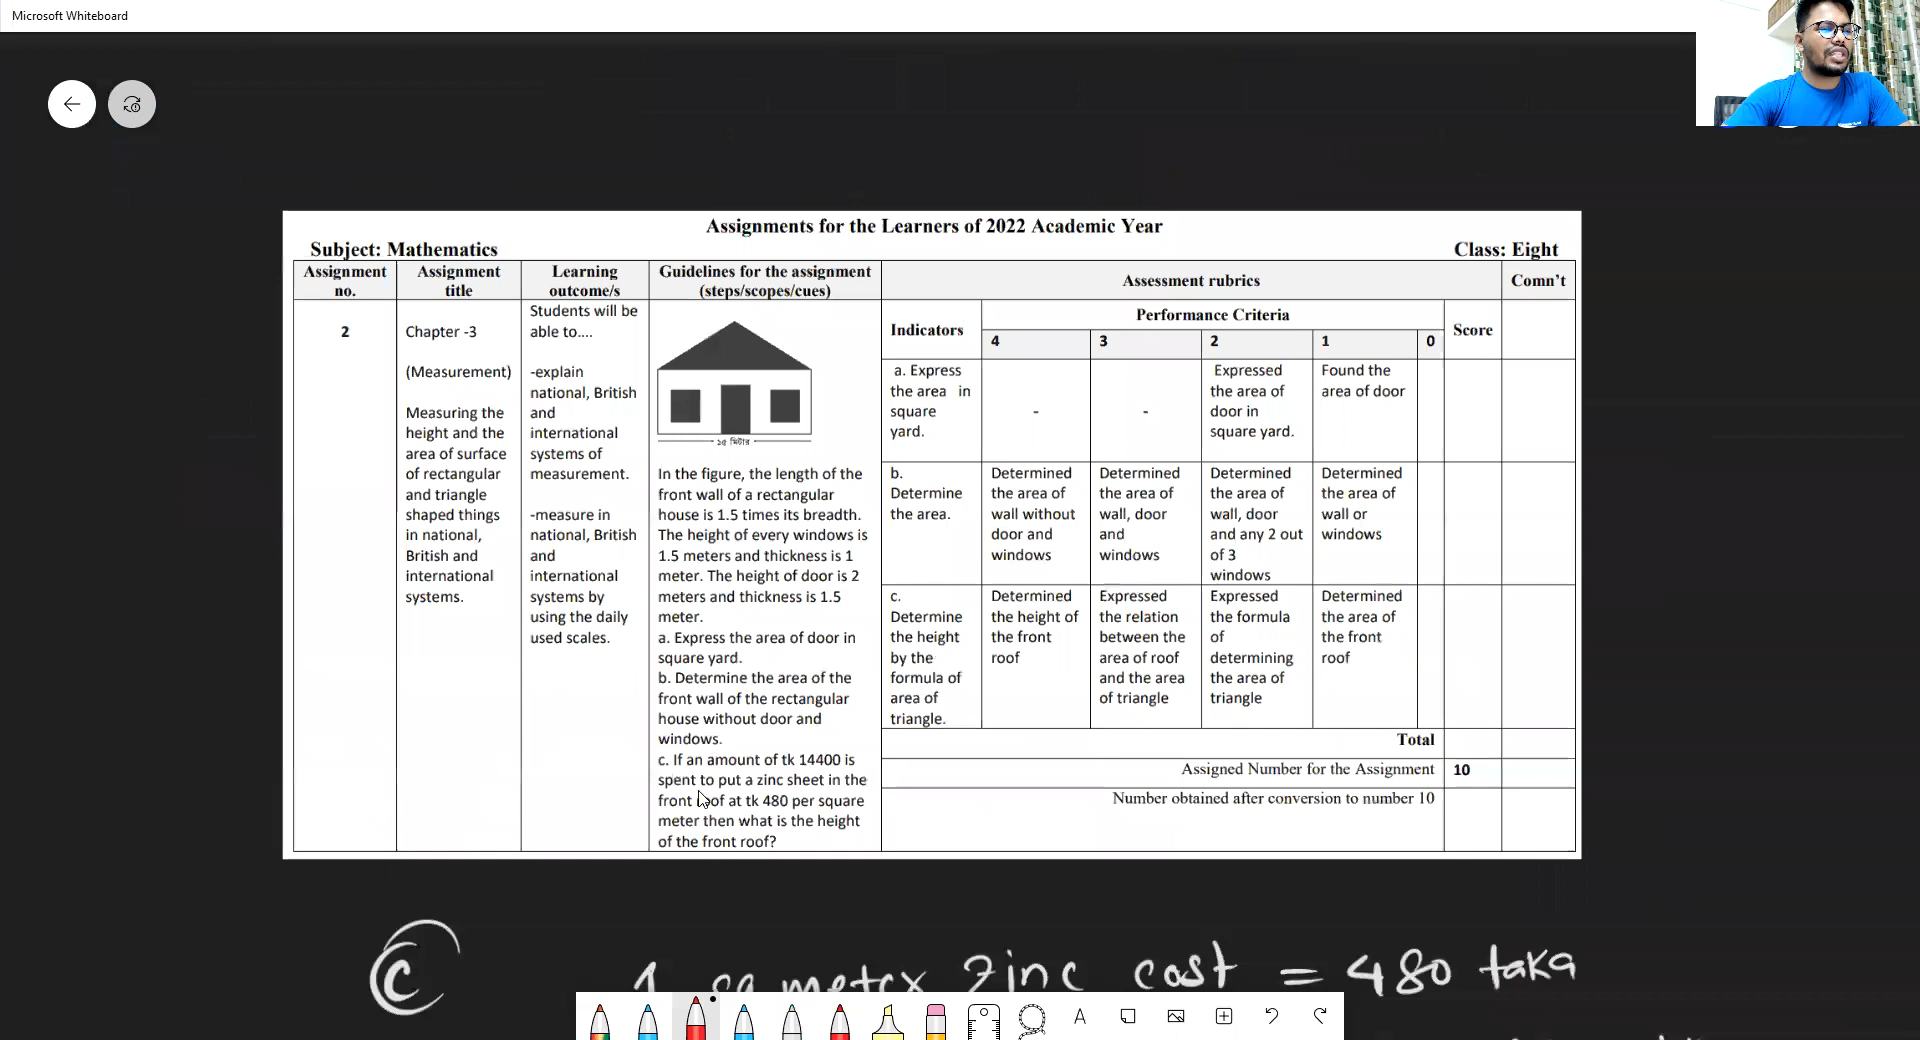 Microsoft Whiteboard
Assignments for the Learners of 2022 Academic Year
Subject: Mathematics
Class: Eight
Assignment no.
Assignment title
Learning outcome/s
Guidelines for the assignment (steps/scopes/cues)
Assessment rubrics
Comn't
2
Chapter -3
(Measurement)
Measuring the
height and the
area of surface
of rectangular
and triangle
shaped things
in national,
British and
international
systems.
Students will be
able to....
-explain
national, British
and
international
systems of
measurement.
-measure in
national, British
and
international
systems by
using the daily
used scales.
১৫ মিটার
In the figure, the length of the
front wall of a rectangular
house is 1.5 times its breadth.
The height of every windows is
1.5 meters and thickness is 1
meter. The height of door is 2
meters and thickness is 1.5
meter.
a. Express the area of door in
square yard.
b. Determine the area of the
front wall of the rectangular
house without door and
windows.
c. If an amount of tk 14400 is
spent to put a zinc sheet in the
front roof at tk 480 per square
meter then what is the height
of the front roof?
Indicators
Performance Criteria
Score
4 3 2 1 0
a. Express
the area in
square
yard.
-
-
Expressed
the area of
door in
square yard.
Found the
area of door
b.
Determine
the area.
Determined
the area of
wall without
door and
windows
Determined
the area of
wall, door
and
windows
Determined
the area of
wall, door
and any 2 out
of 3
windows
Determined
the area of
wall or
windows
c.
Determine
the height
by the
formula of
area of
triangle.
Determined
the height of
the front
roof
Expressed
the relation
between the
area of roof
and the area
of triangle
Expressed
the formula
of
determining
the area of
triangle
Determined
the area of
the front
roof
Total
Assigned Number for the Assignment 10
Number obtained after conversion to number 10
C 1 sq meter zinc cost = 480 taka
A